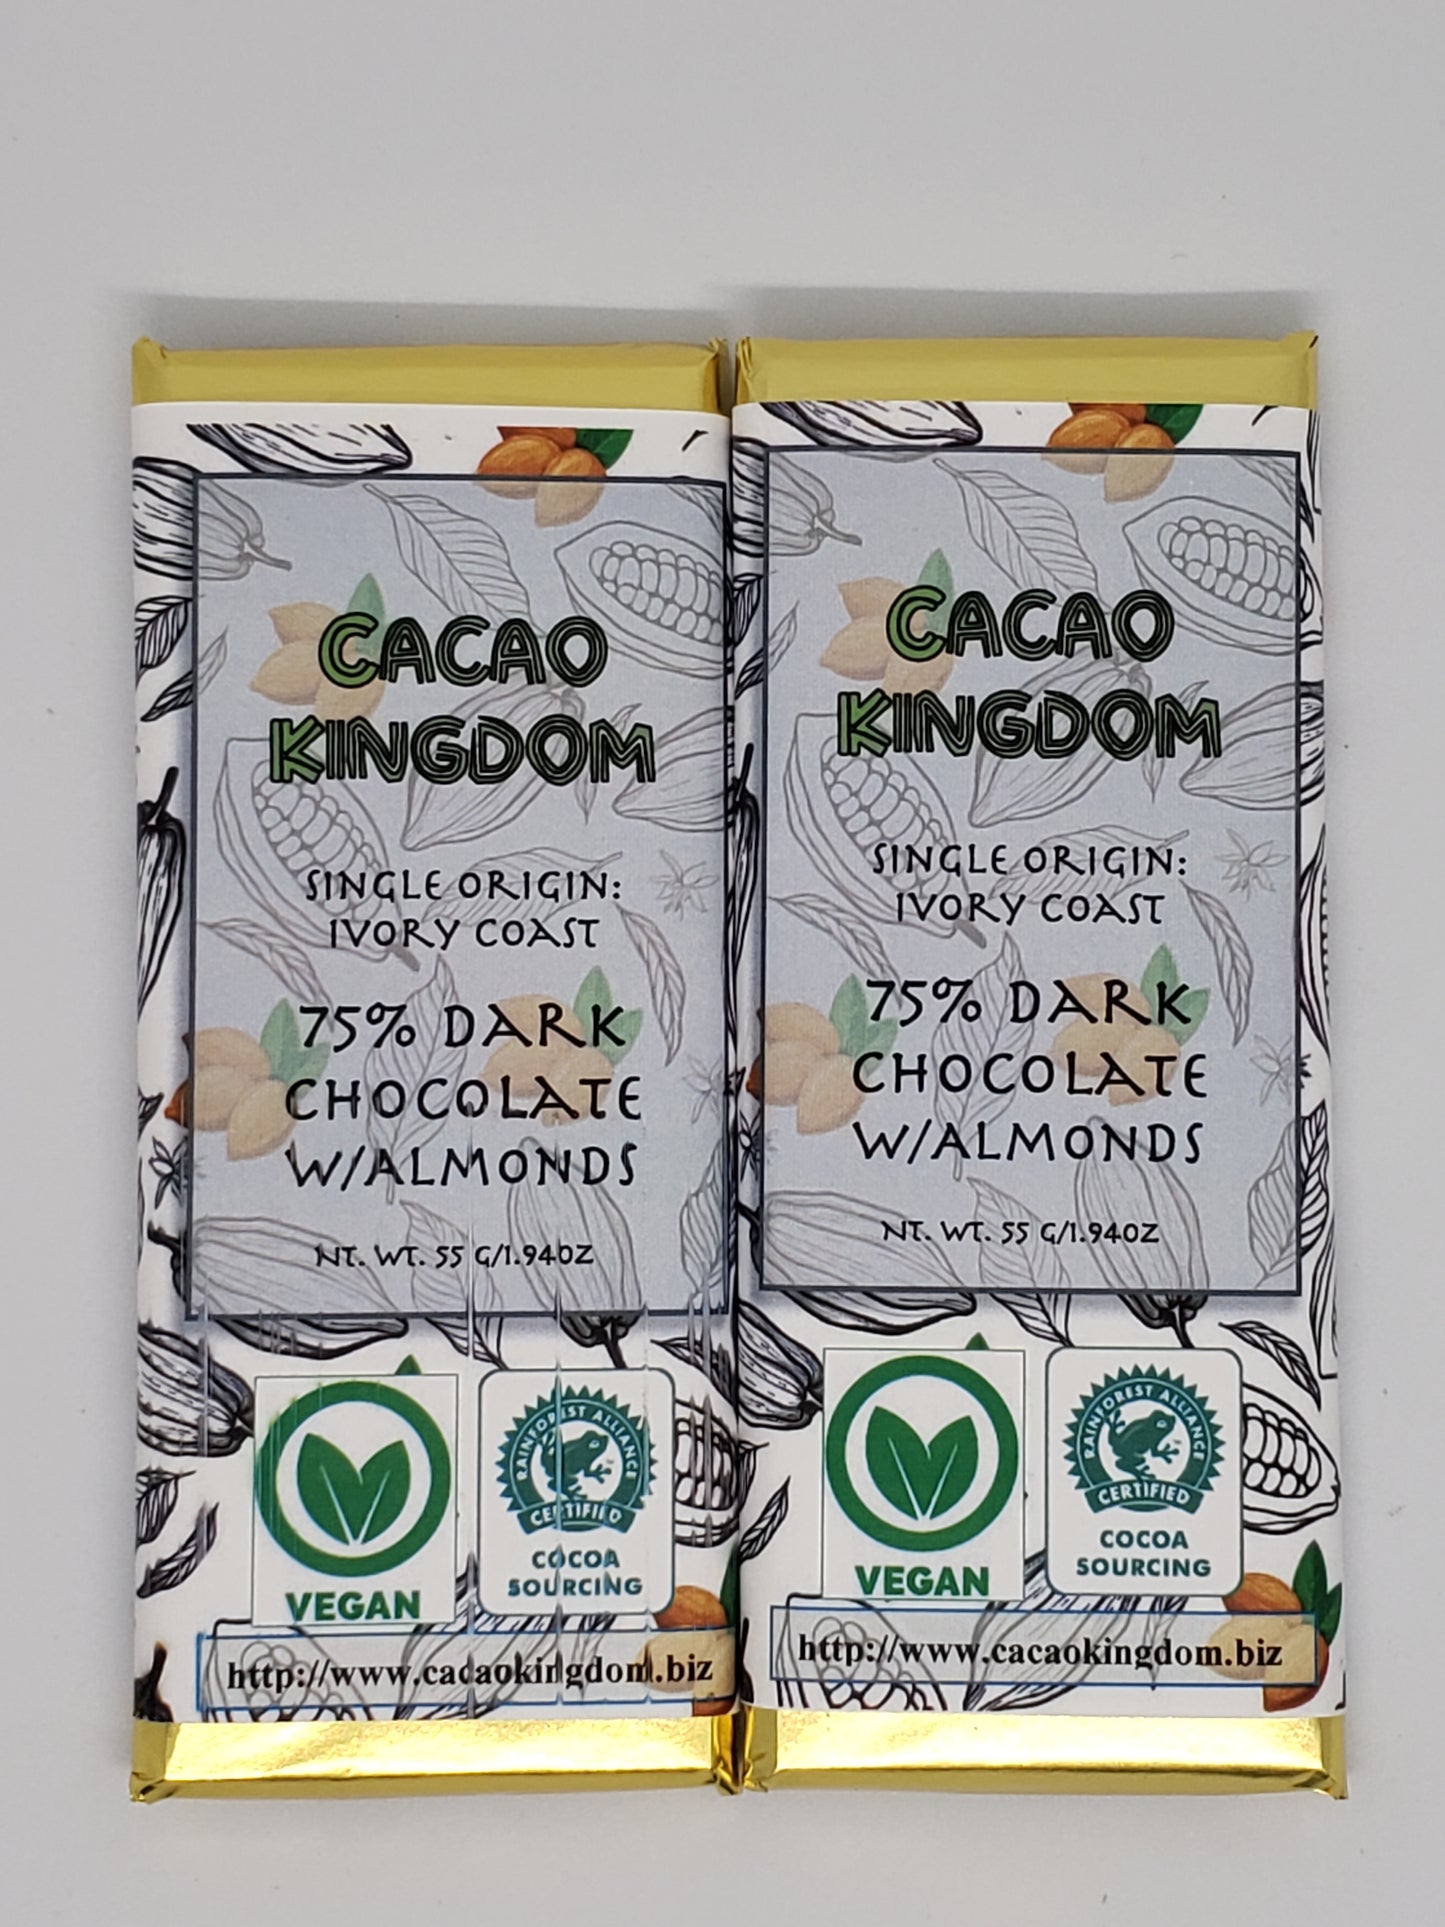 CACAO
KINGDOM
SINGLE ORIGIN:
IVORY COAST
75% DARK
CHOCOLATE
W/ALMONDS
NT. WT. 55 G/1.94OZ
VEGAN
RAINFOREST ALLIANCE
CERTIFIED
COCOA
SOURCING
http://www.cacaokingdom.biz
CACAO
KINGDOM
SINGLE ORIGIN:
IVORY COAST
75% DARK
CHOCOLATE
W/ALMONDS
NT. WT. 55 G/1.94OZ
VEGAN
RAINFOREST ALLIANCE
CERTIFIED
COCOA
SOURCING
http://www.cacaokingdom.biz